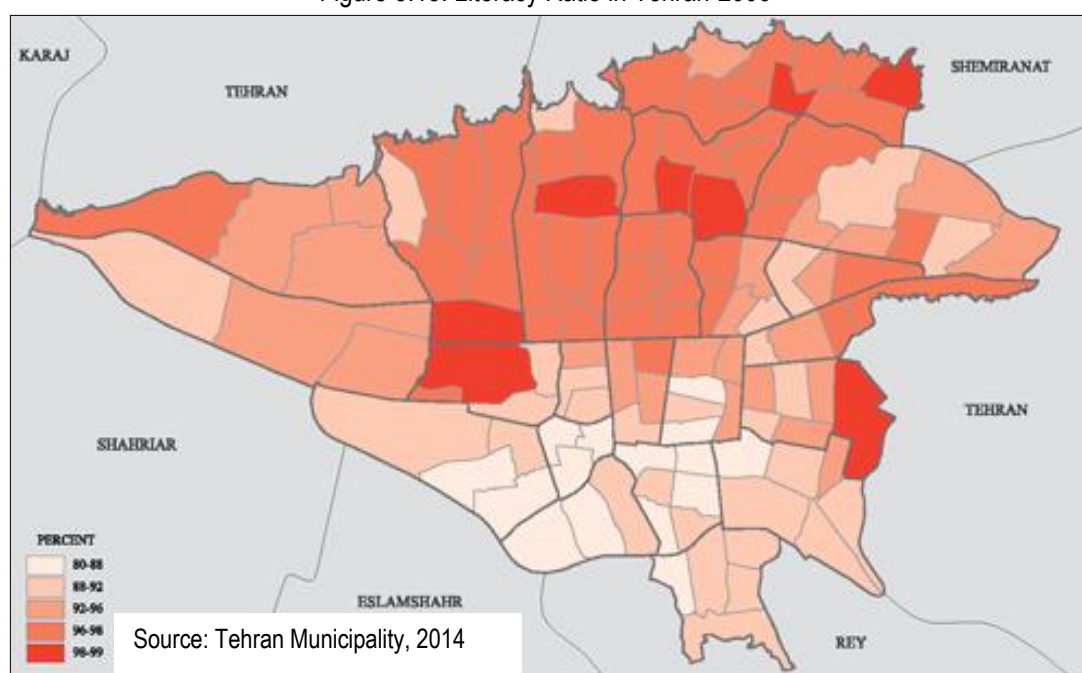 KARAJ
TEHRAN
SHEMIRANAT
TEHRAN
SHAHRIAR
PERCENT
80-88
88-92
92-96
96-98
98-99
ESLAMSHAHR
REY
Source: Tehran Municipality, 2014